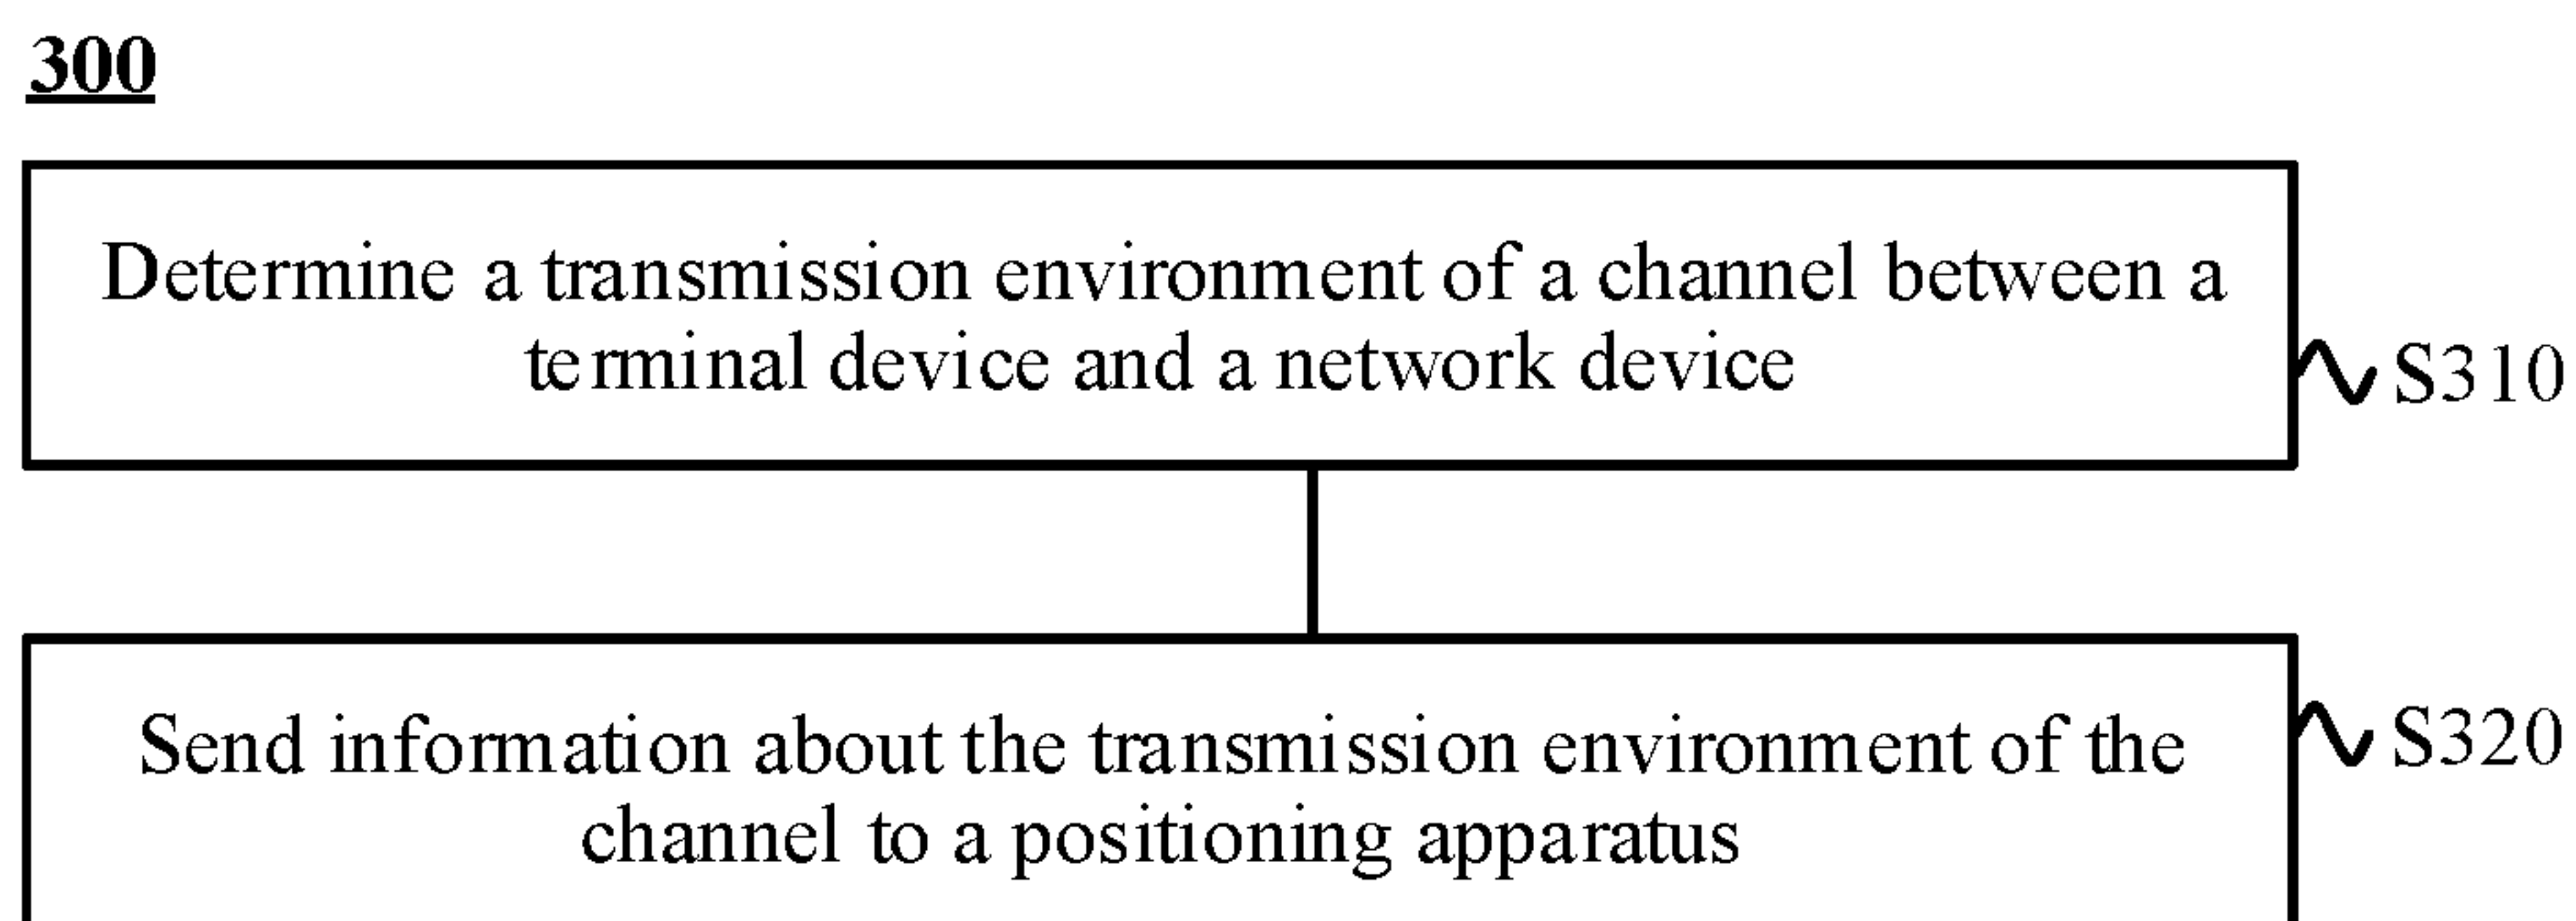 300
Determine a transmission environment of a channel between a
terminal device and a network device
S310
Send information about the transmission environment of the
channel to a positioning apparatus
S320